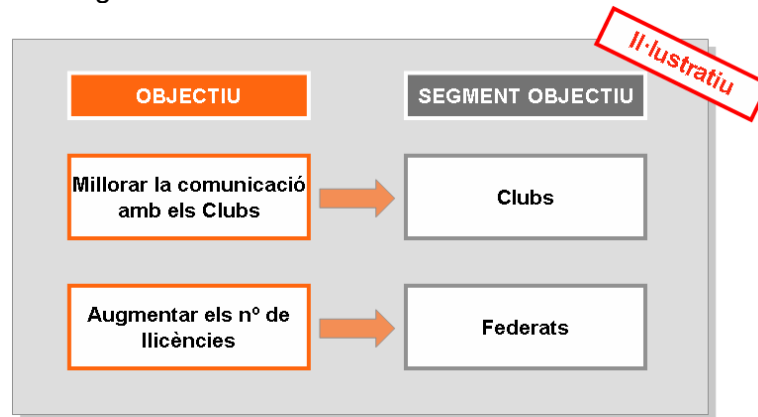 Il·lustratiu
OBJECTIU
SEGMENT OBJECTIU
Millorar la comunicació
amb els Clubs
Clubs
Augmentar els nº de
llicències
Federats